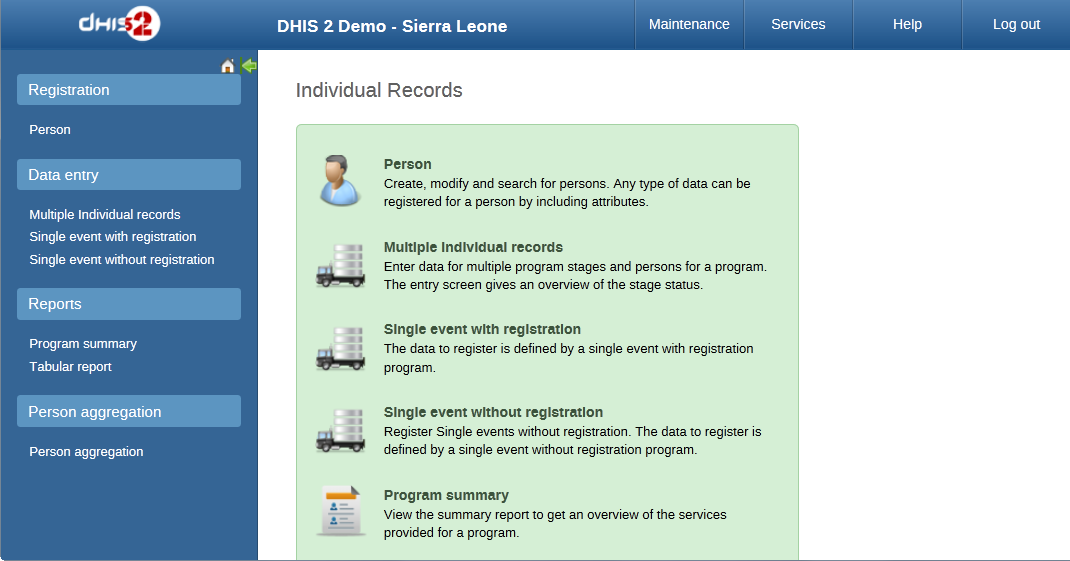 dHIS2
DHIS 2 Demo - Sierra Leone
Maintenance
Services
Help
Log out
Registration
Person
Data entry
Multiple Individual records
Single event with registration
Single event without registration
Reports
Program summary
Tabular report
Person aggregation
Person aggregation
Individual Records
Person
Create, modify and search for persons. Any type of data can be
registered for a person by including attributes.
Multiple individual records
Enter data for multiple program stages and persons for a program.
The entry screen gives an overview of the stage status.
Single event with registration
The data to register is defined by a single event with registration
program.
Single event without registration
Register Single events without registration. The data to register is
defined by a single event without registration program.
Program summary
View the summary report to get an overview of the services
provided for a program.